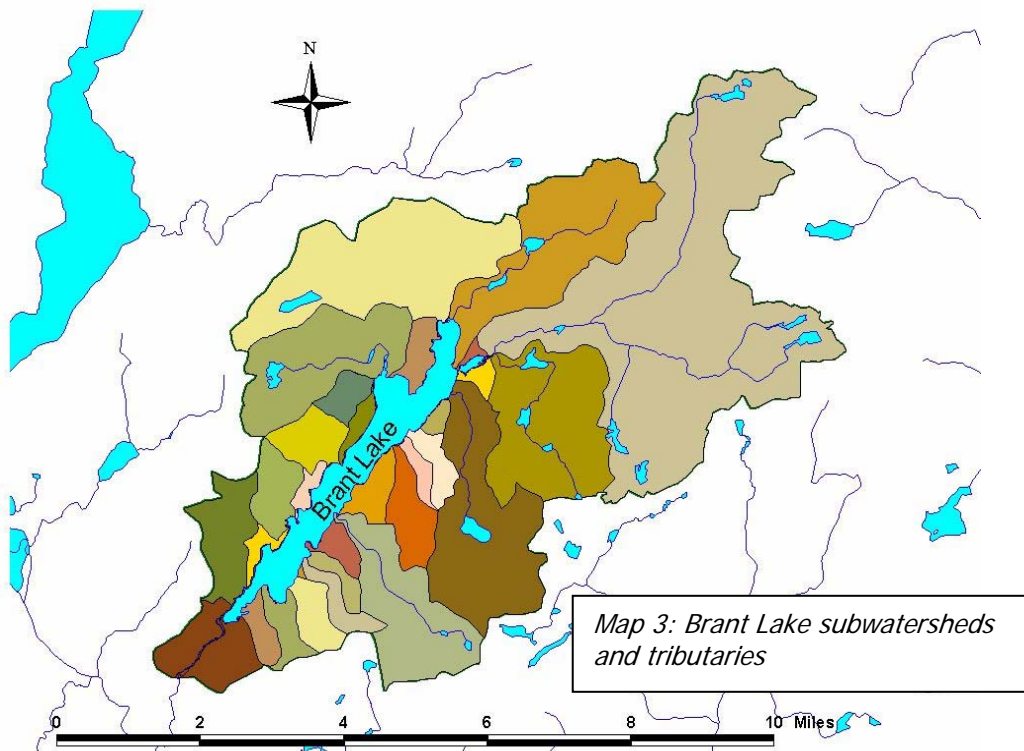 N
Brant Lake
Map 3: Brant Lake subwatersheds
and tributaries
0 2 4 6 8 10 Miles